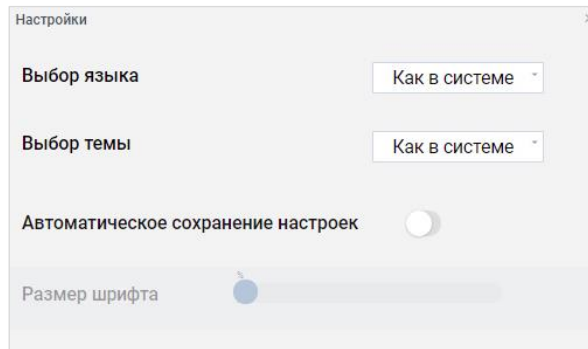 Настройки
Выбор языка
Как в системе
Выбор темы
Как в системе
Автоматическое сохранение настроек
Размер шрифта